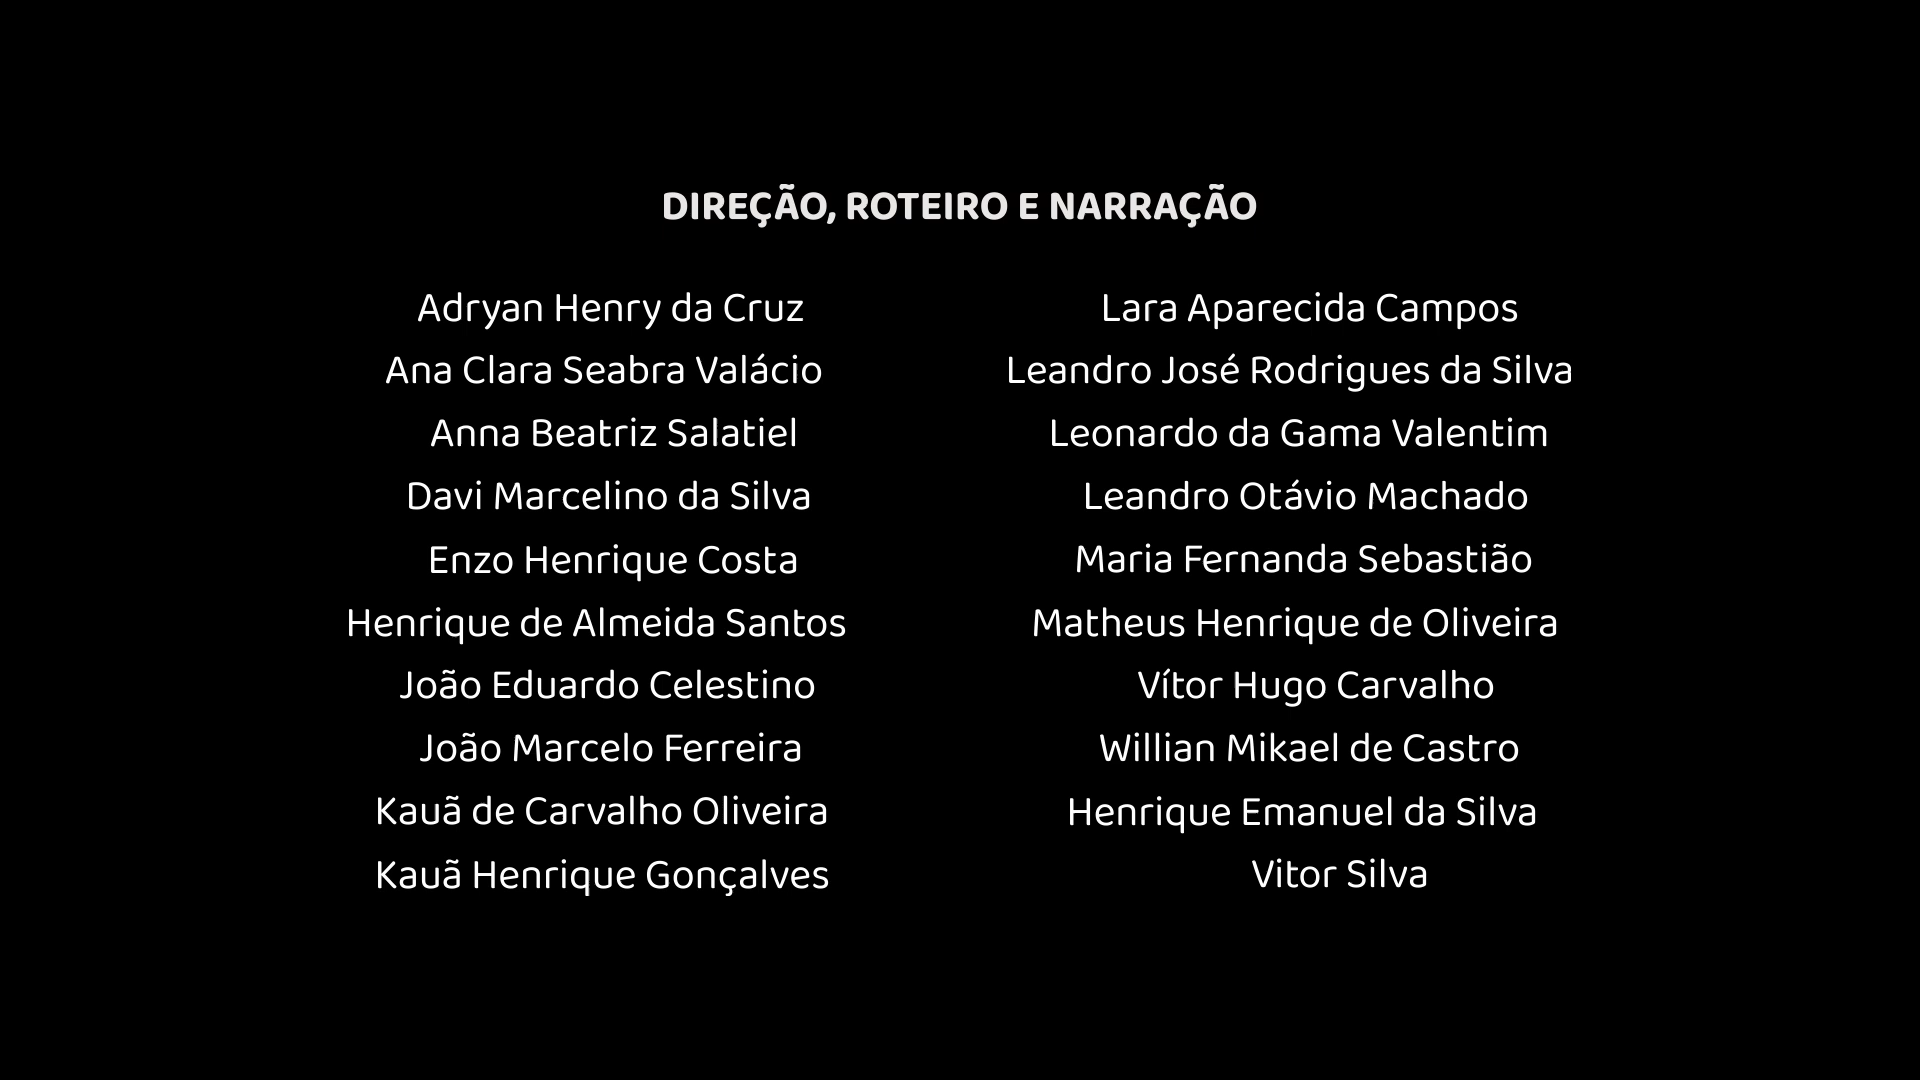 DIREÇÃO, ROTEIRO E NARRAÇÃO
Adryan Henry da Cruz
Ana Clara Seabra Valácio
Anna Beatriz Salatiel
Davi Marcelino da Silva
Enzo Henrique Costa
Henrique de Almeida Santos
João Eduardo Celestino
João Marcelo Ferreira
Kauã de Carvalho Oliveira
Kauã Henrique Gonçalves
Lara Aparecida Campos
Leandro José Rodrigues da Silva
Leonardo da Gama Valentim
Leandro Otávio Machado
Maria Fernanda Sebastião
Matheus Henrique de Oliveira
Vítor Hugo Carvalho
Willian Mikael de Castro
Henrique Emanuel da Silva
Vitor Silva